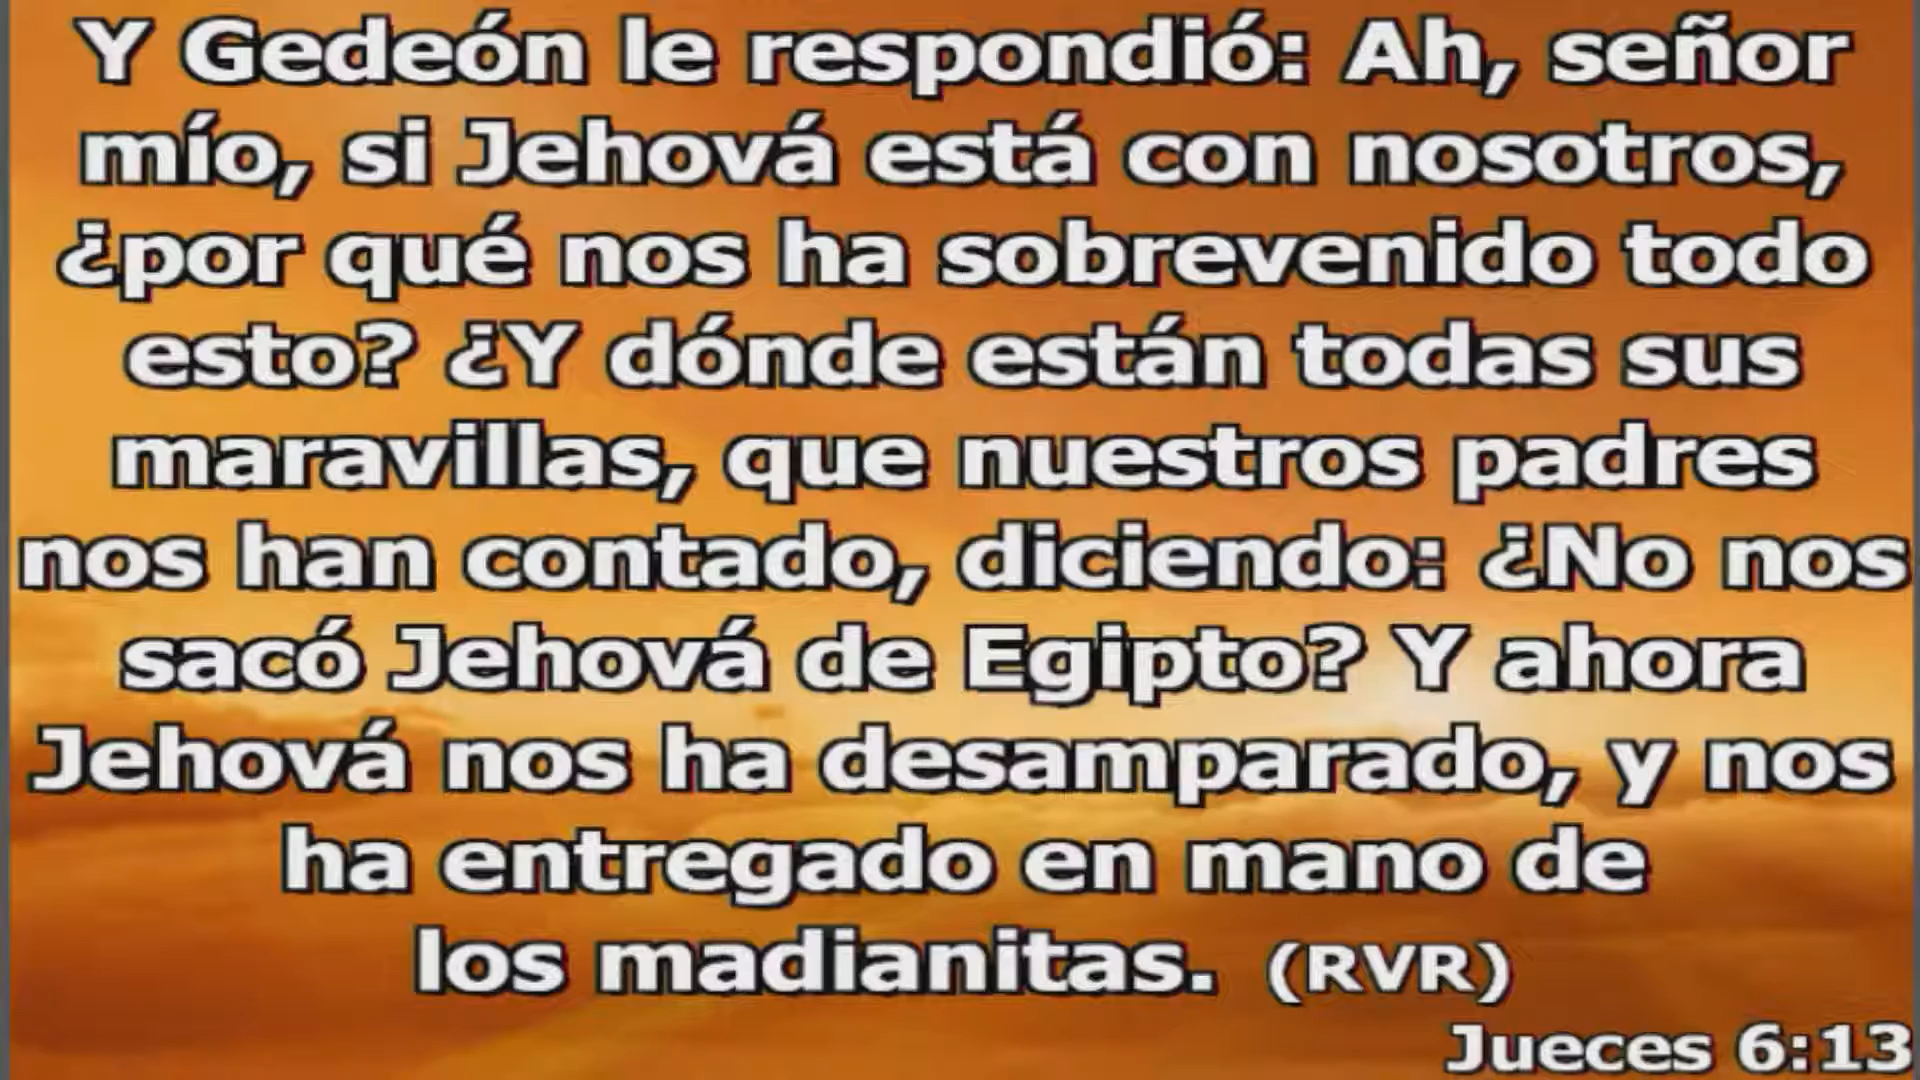 Y Gedeón le respondió: Ah, señor
mío, si Jehová está con nosotros,
¿por qué nos ha sobrevenido todo
esto? ¿Y dónde están todas sus
maravillas, que nuestros padres
nos han contado, diciendo: ¿No nos
sacó Jehová de Egipto? Y ahora
Jehová nos ha desamparado, y nos
ha entregado en mano de
los madianitas. (RVR)
Jueces 6:13